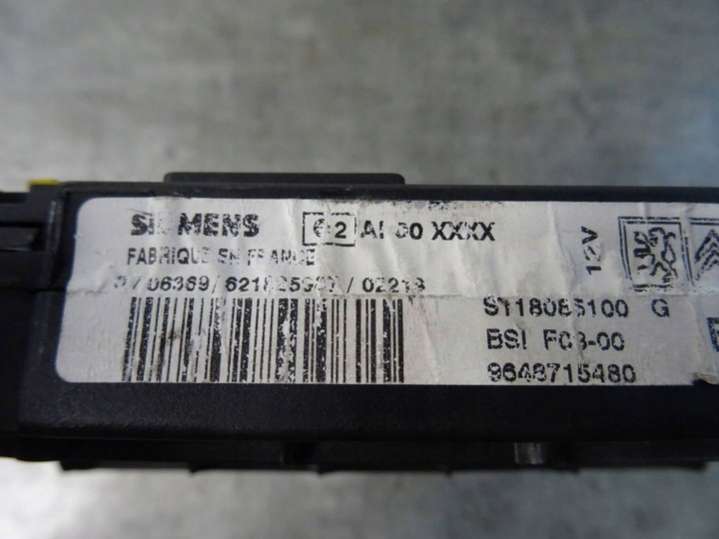 SIEMENS e2 AI 00 XXXX
FABRIQUE EN FRANCE
12V
S118085100 G
BSI F03-00
9648715480